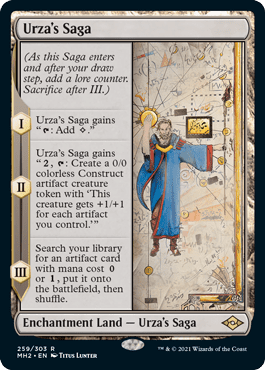 Urza's Saga
(As this Saga enters
and after your draw
step, add a lore counter.
Sacrifice after III.)
I
Urza's Saga gains
"T: Add ◇."
II
Urza's Saga gains
"2, T: Create a 0/0
colorless Construct
artifact creature
token with 'This
creature gets +1/+1
for each artifact
you control.'"
III
Search your library
for an artifact card
with mana cost 0
or 1, put it onto
the battlefield, then
shuffle.
Enchantment Land — Urza's Saga
259/303 R
MH2 • EN Titus Lunter
™ & © 2021 Wizards of the Coast